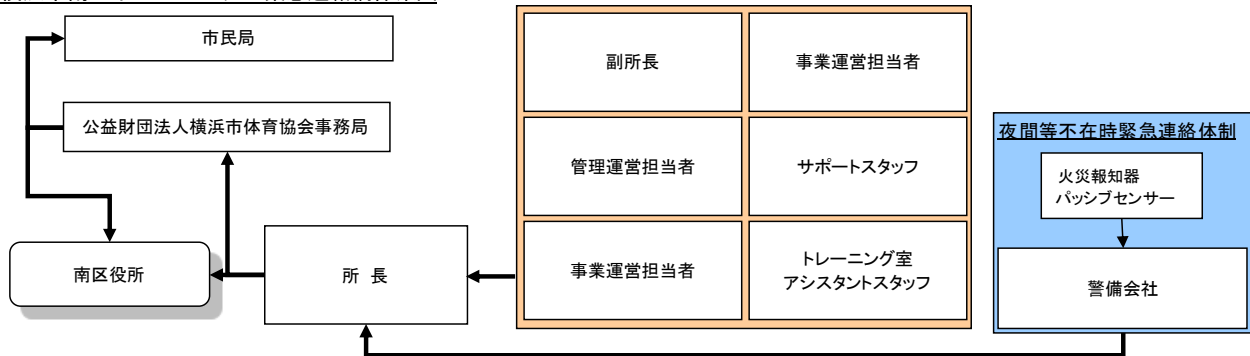 市民局
公益財団法人横浜市体育協会事務局
南区役所
所 長
副所長
事業運営担当者
管理運営担当者
サポートスタッフ
事業運営担当者
トレーニング室
アシスタントスタッフ
夜間等不在時緊急連絡体制
火災報知器
パッシブセンサー
警備会社